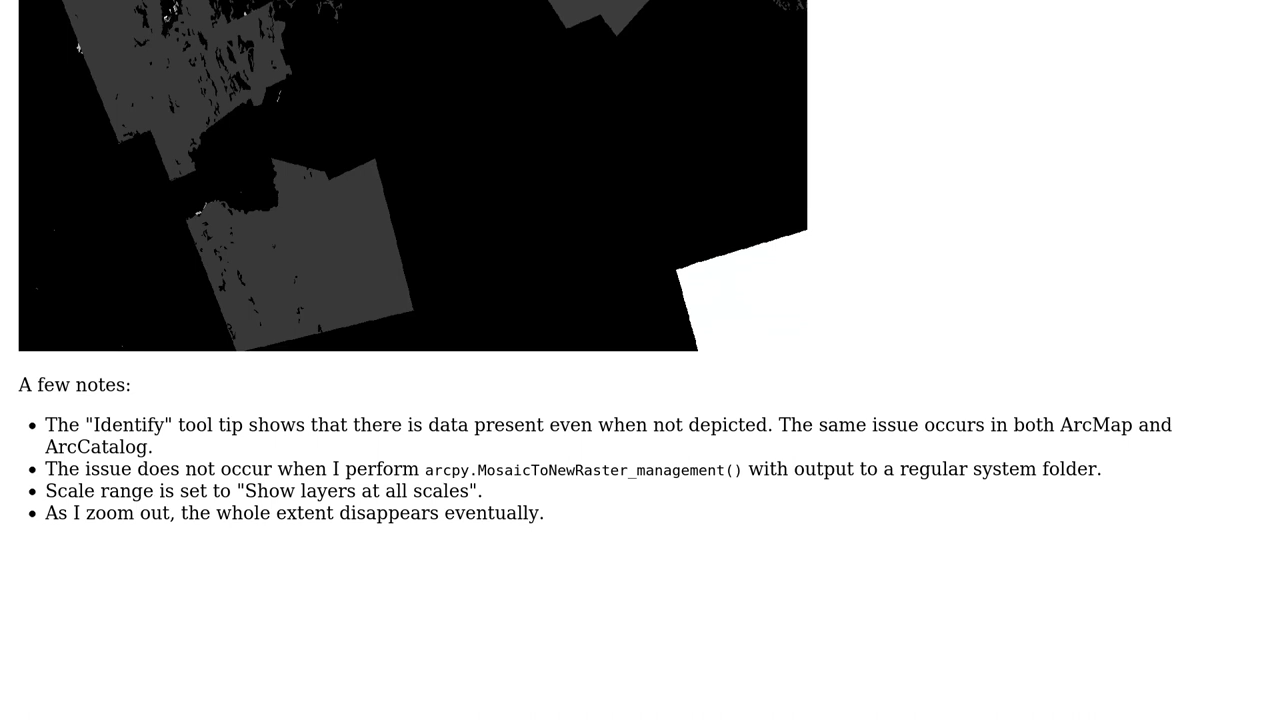 A few notes:
The "Identify" tool tip shows that there is data present even when not depicted. The same issue occurs in both ArcMap and
ArcCatalog.
The issue does not occur when I perform arcpy.MosaicToNewRaster_management() with output to a regular system folder.
Scale range is set to "Show layers at all scales".
As I zoom out, the whole extent disappears eventually.